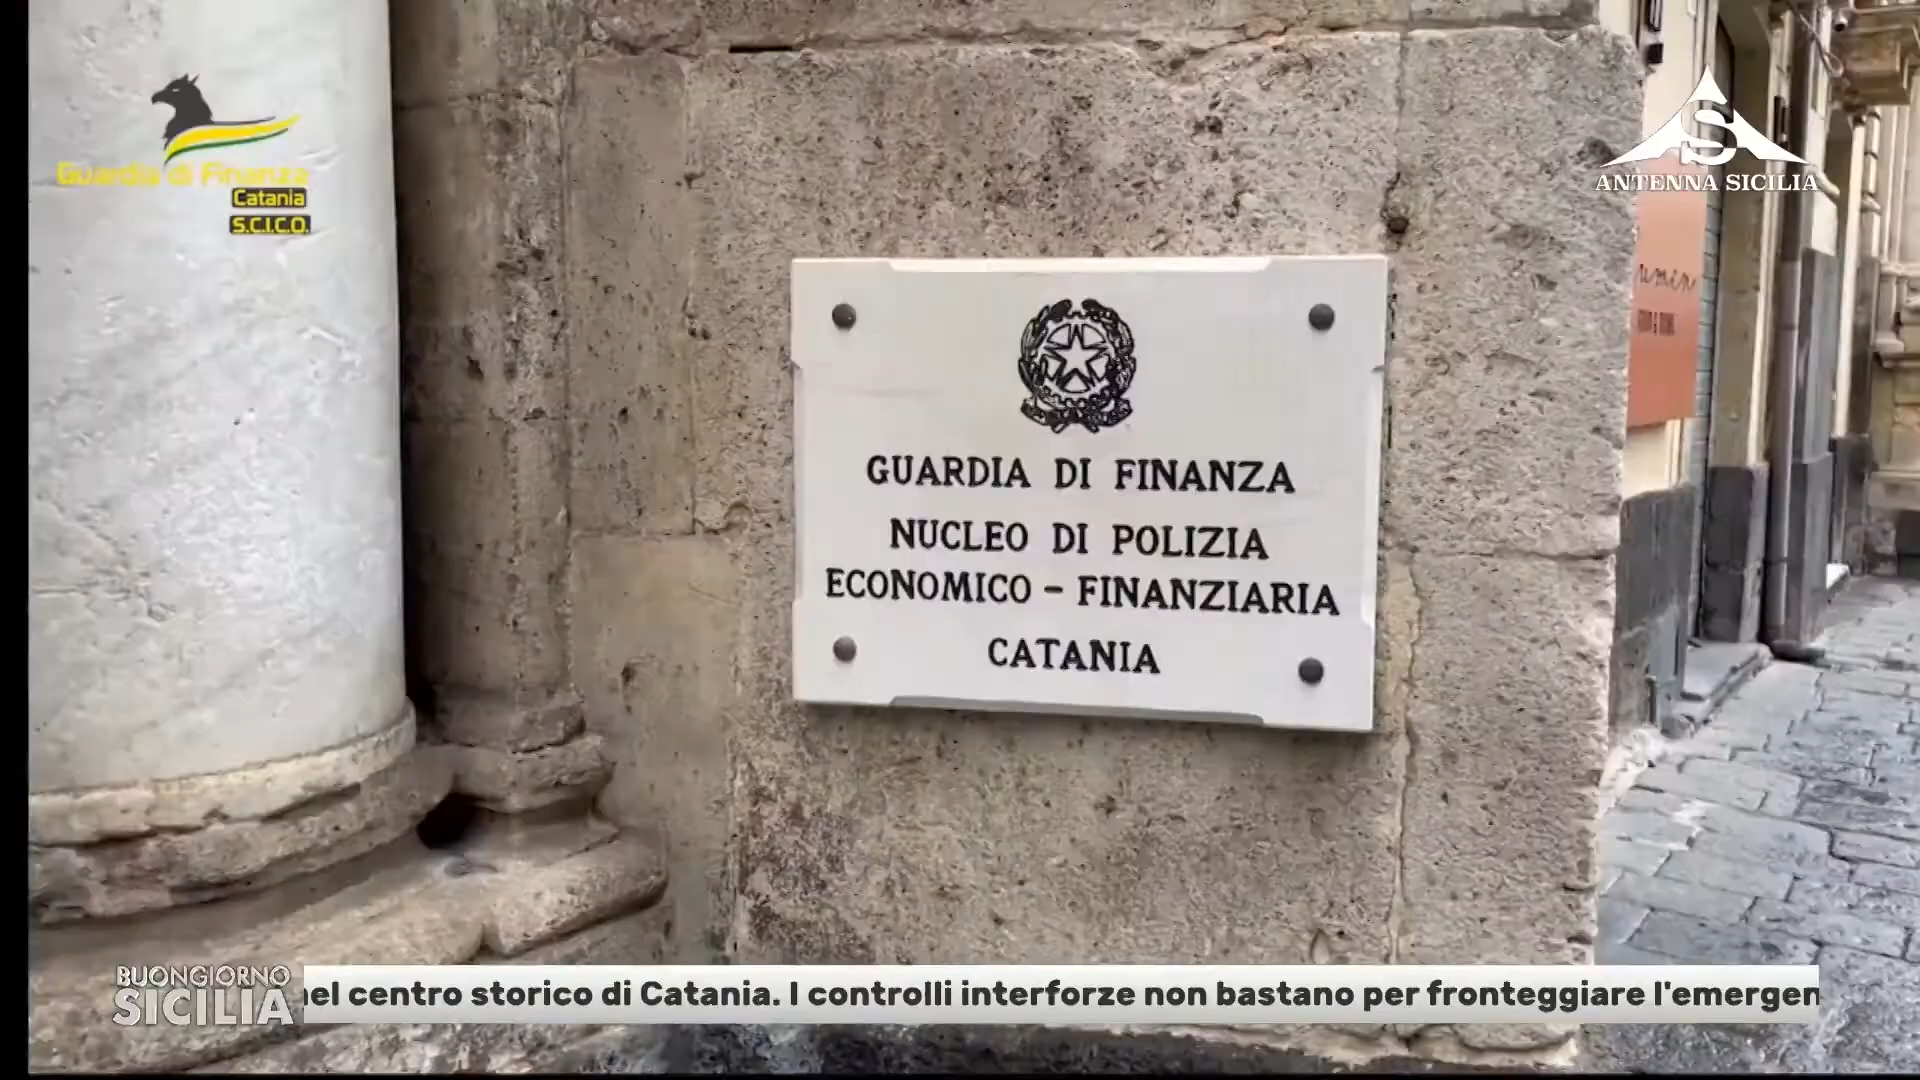 Guardia di Finanza
Catania
S.C.I.C.O.
S
ANTENNA SICILIA
GUARDIA DI FINANZA
NUCLEO DI POLIZIA
ECONOMICO – FINANZIARIA
CATANIA
BUONGIORNO
SICILIA
nel centro storico di Catania. I controlli interforze non bastano per fronteggiare l'emergen